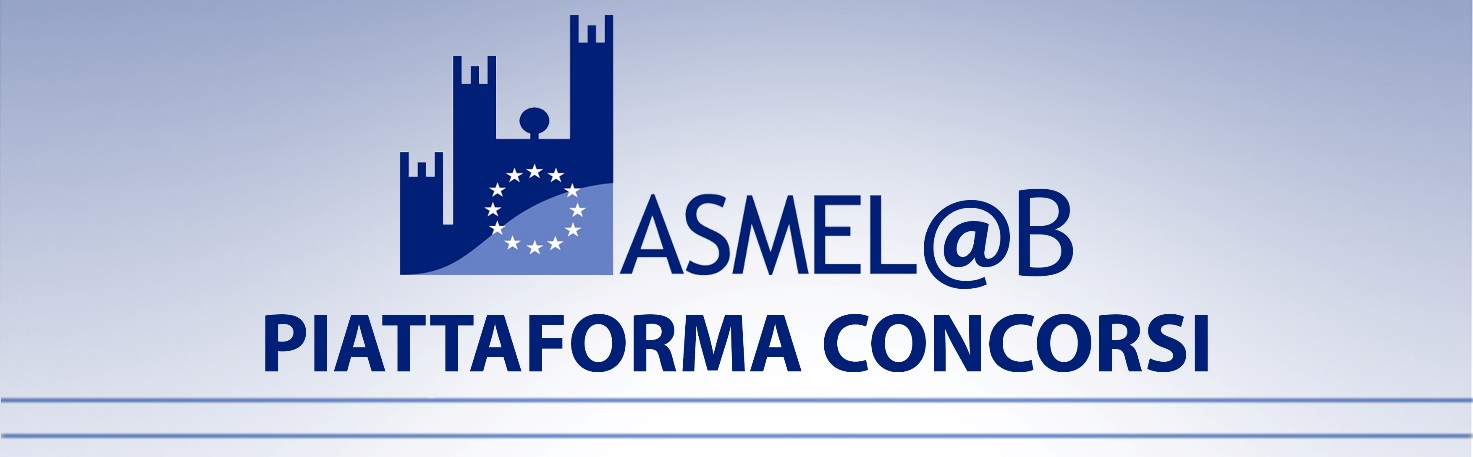 ASMEL@B
PIATTAFORMA CONCORSI